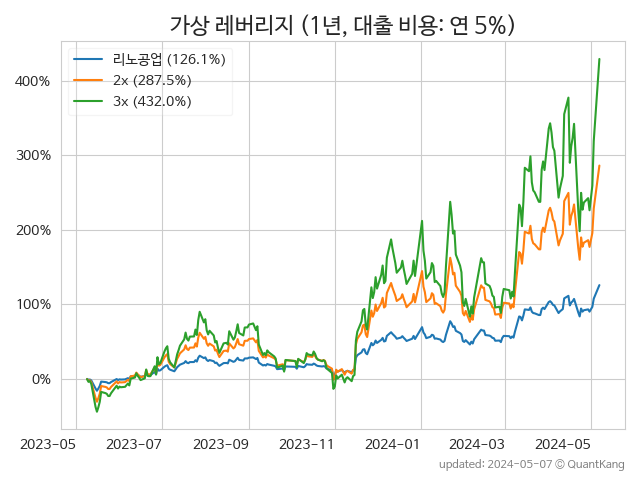 가상 레버리지 (1년, 대출 비용: 연 5%)
리노공업 (126.1%)
2x (287.5%)
3x (432.0%)
400%
300%
200%
100%
0%
2023-05 2023-07 2023-09 2023-11 2024-01 2024-03 2024-05
updated: 2024-05-07 © QuantKang